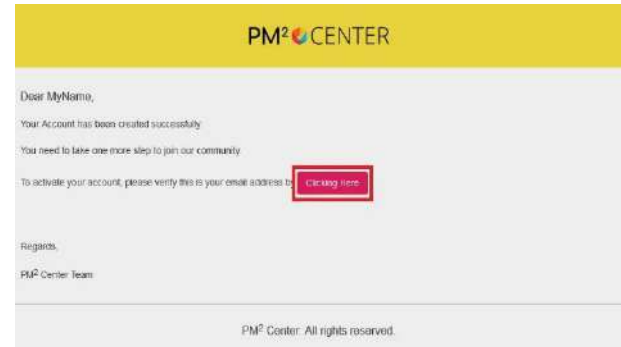 PM² CENTER
Dear MyName,
Your Account has been created successfully
You need to take one more step to join our community
To activate your account, please verify this is your email address by Clicking Here
Regards,
PM² Center Team
PM² Center. All rights reserved.